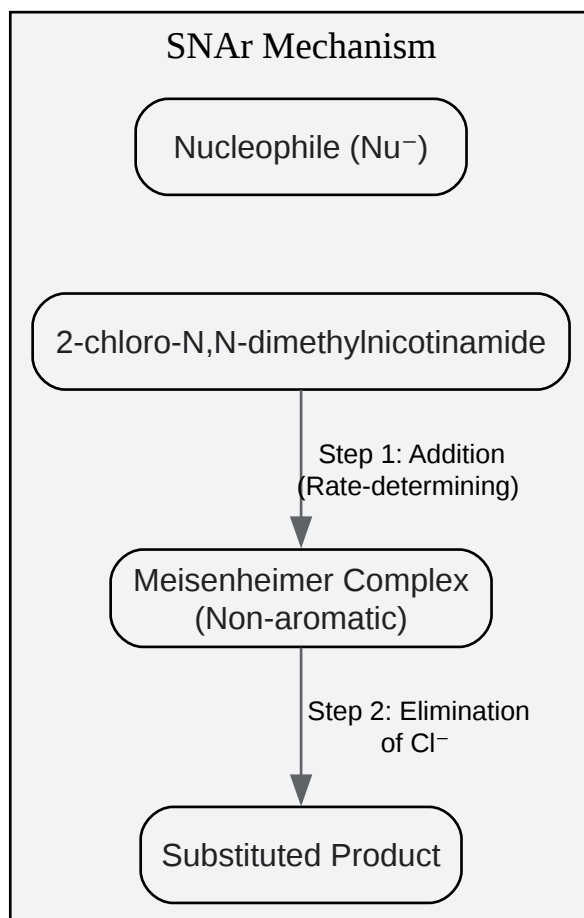 SNAr Mechanism
Nucleophile (Nu⁻)
2-chloro-N,N-dimethylnicotinamide
Step 1: Addition
(Rate-determining)
Meisenheimer Complex
(Non-aromatic)
Step 2: Elimination
of Cl⁻
Substituted Product